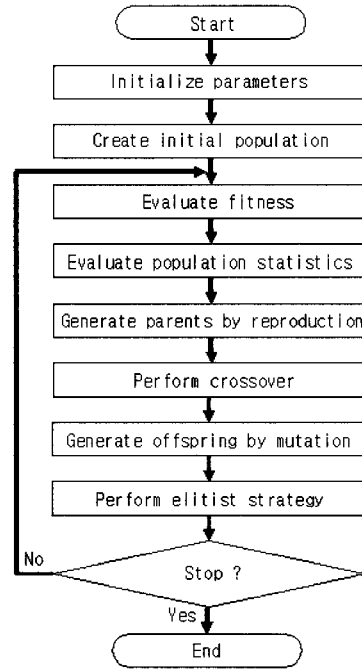 Start
Initialize parameters
Create initial population
Evaluate fitness
Evaluate population statistics
Generate parents by reproduction
Perform crossover
Generate offspring by mutation
Perform elitist strategy
No
Stop ?
Yes
End